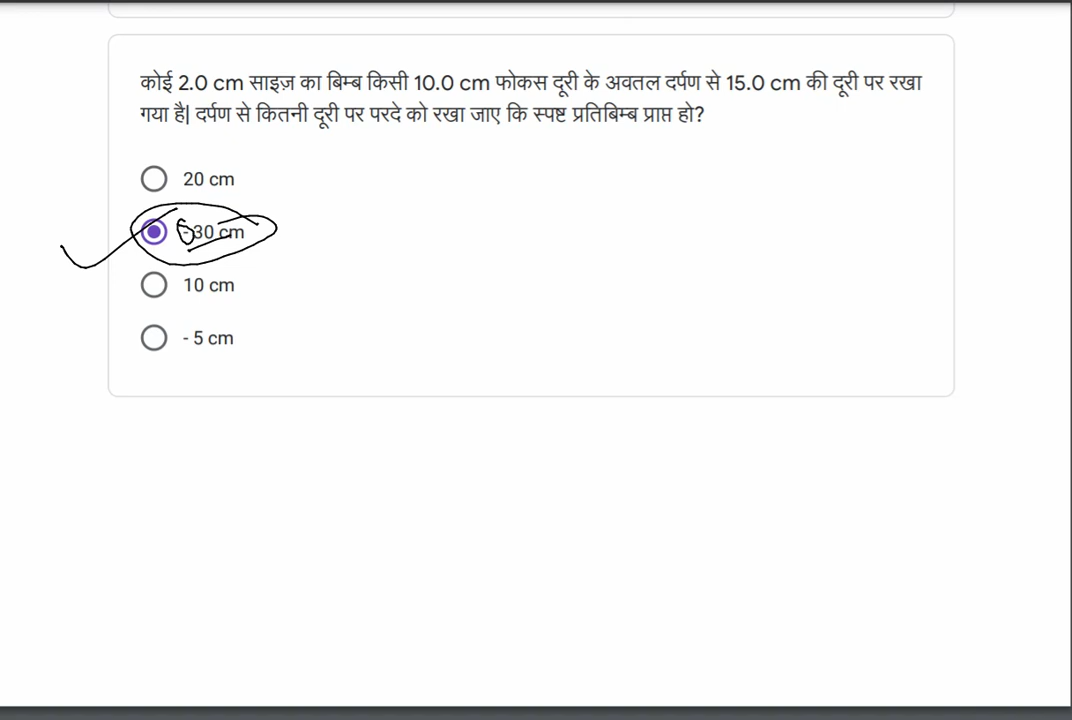 कोई 2.0 cm साइज़ का बिम्ब किसी 10.0 cm फोकस दूरी के अवतल दर्पण से 15.0 cm की दूरी पर रखा
गया है| दर्पण से कितनी दूरी पर परदे को रखा जाए कि स्पष्ट प्रतिबिम्ब प्राप्त हो?
20 cm
-30 cm
10 cm
- 5 cm